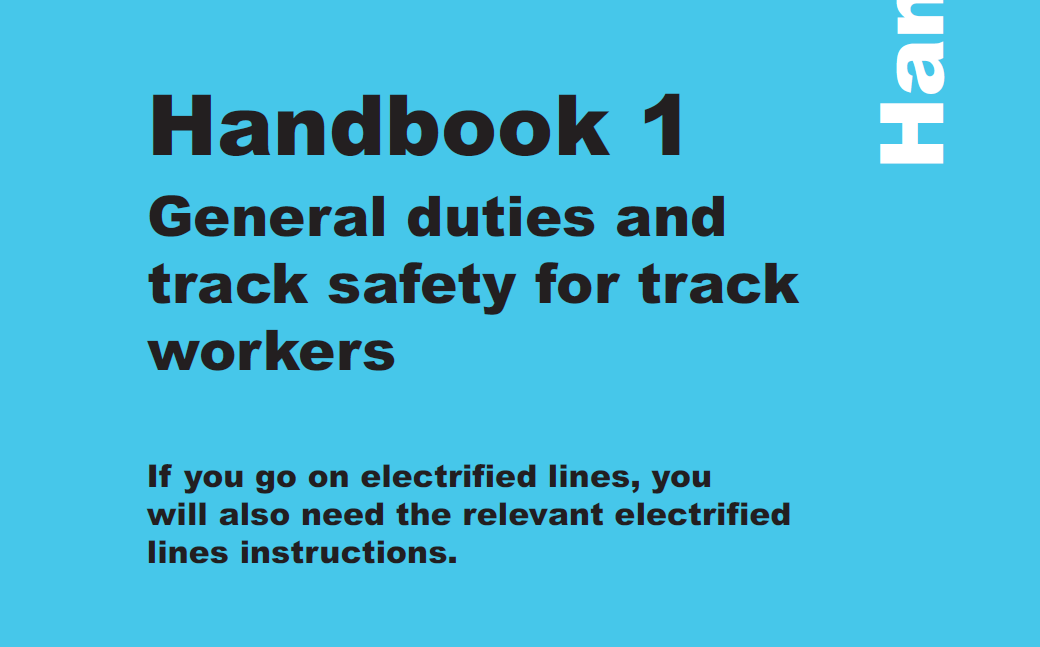 Handbook 1
General duties and
track safety for track
workers
If you go on electrified lines, you
will also need the relevant electrified
lines instructions.
Han